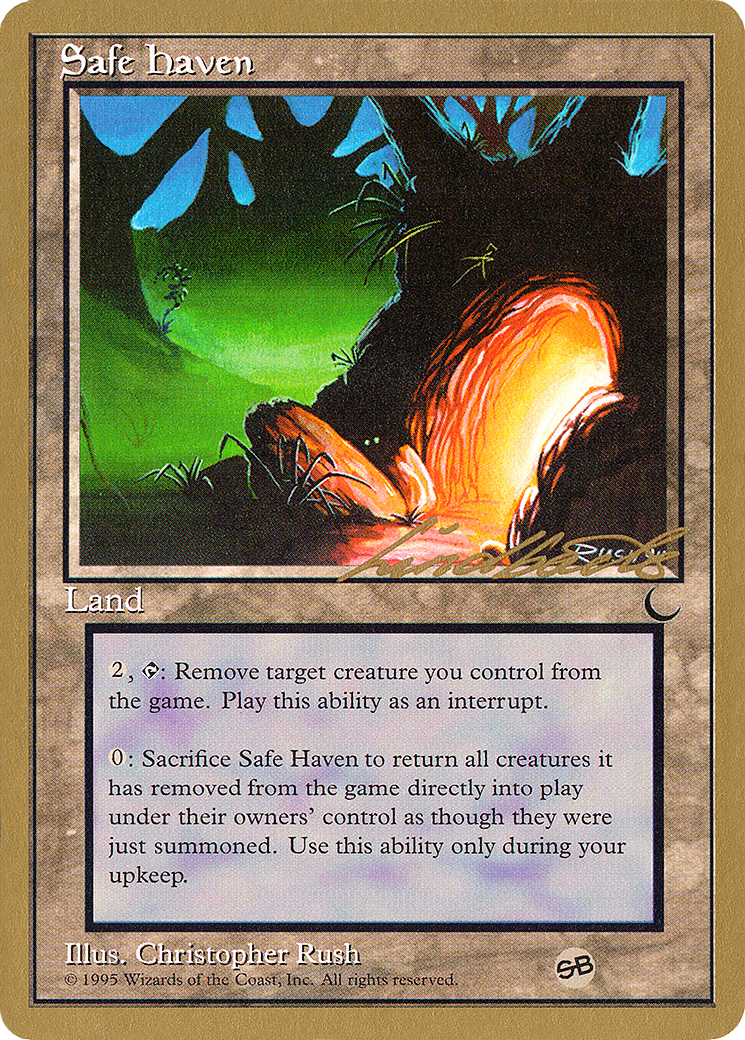 Safe Haven
Land
2, : Remove target creature you control from
the game. Play this ability as an interrupt.
0: Sacrifice Safe Haven to return all creatures it
has removed from the game directly into play
under their owners' control as though they were
just summoned. Use this ability only during your
upkeep.
Illus. Christopher Rush
© 1995 Wizards of the Coast, Inc. All rights reserved.
SB